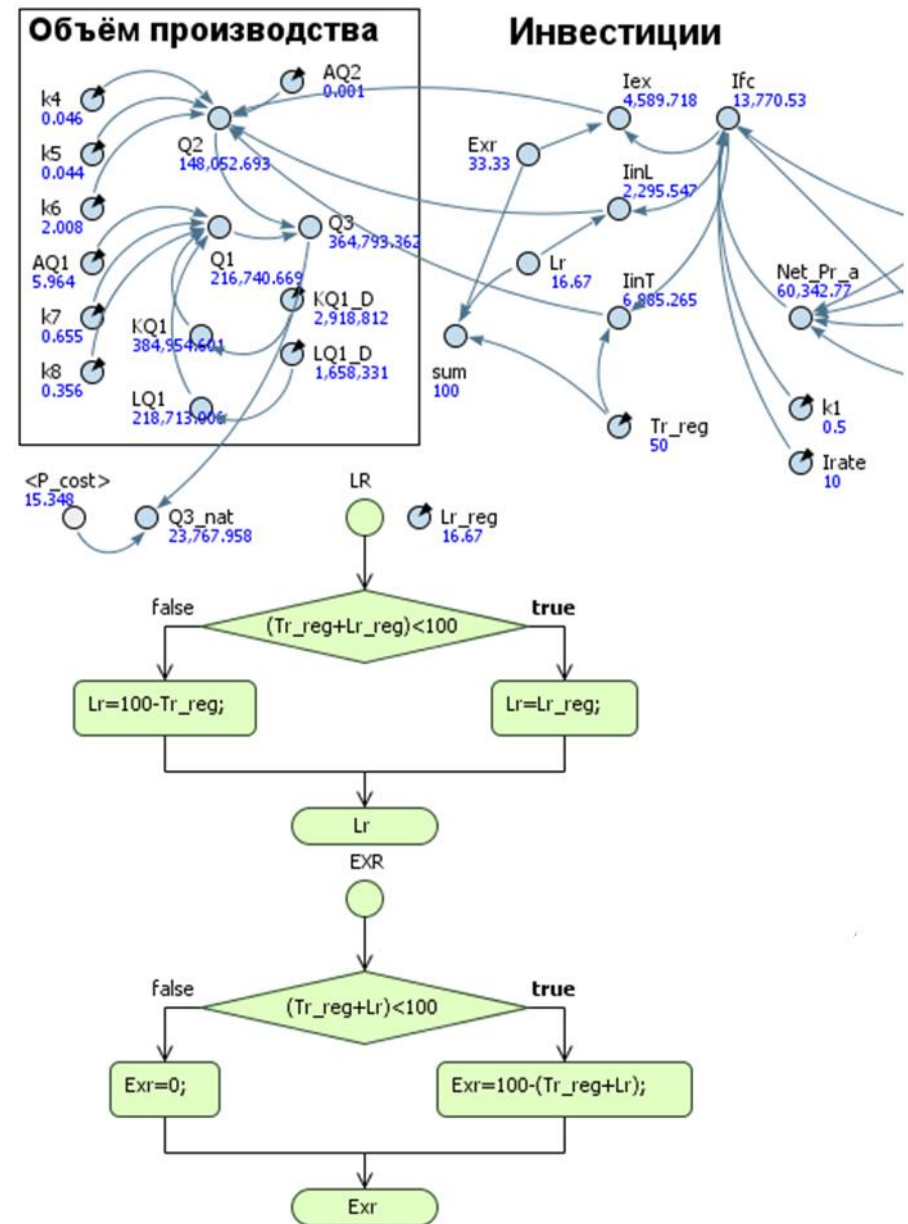 Объём производства
Инвестиции
k4
0.046
AQ2
0.001
k5
0.044
Q2
148,052.693
k6
2.008
AQ1
5.964
Q1
216,740.669
Q3
364,793.362
k7
0.655
KQ1
384,954.601
KQ1_D
2,918,812
k8
0.356
LQ1_D
1,658,331
LQ1
218,713.006
Iex
4,589.718
Ifc
13,770.53
Exr
33.33
IinL
2,295.547
Lr
16.67
IinT
6,885.265
Net_Pr_a
60,342.77
sum
100
Tr_reg
50
k1
0.5
Irate
10
<P_cost>
15.348
Q3_nat
23,767.958
LR
Lr_reg
16.67
false
true
(Tr_reg+Lr_reg)<100
Lr=100-Tr_reg;
Lr=Lr_reg;
Lr
EXR
false
true
(Tr_reg+Lr)<100
Exr=0;
Exr=100-(Tr_reg+Lr);
Exr